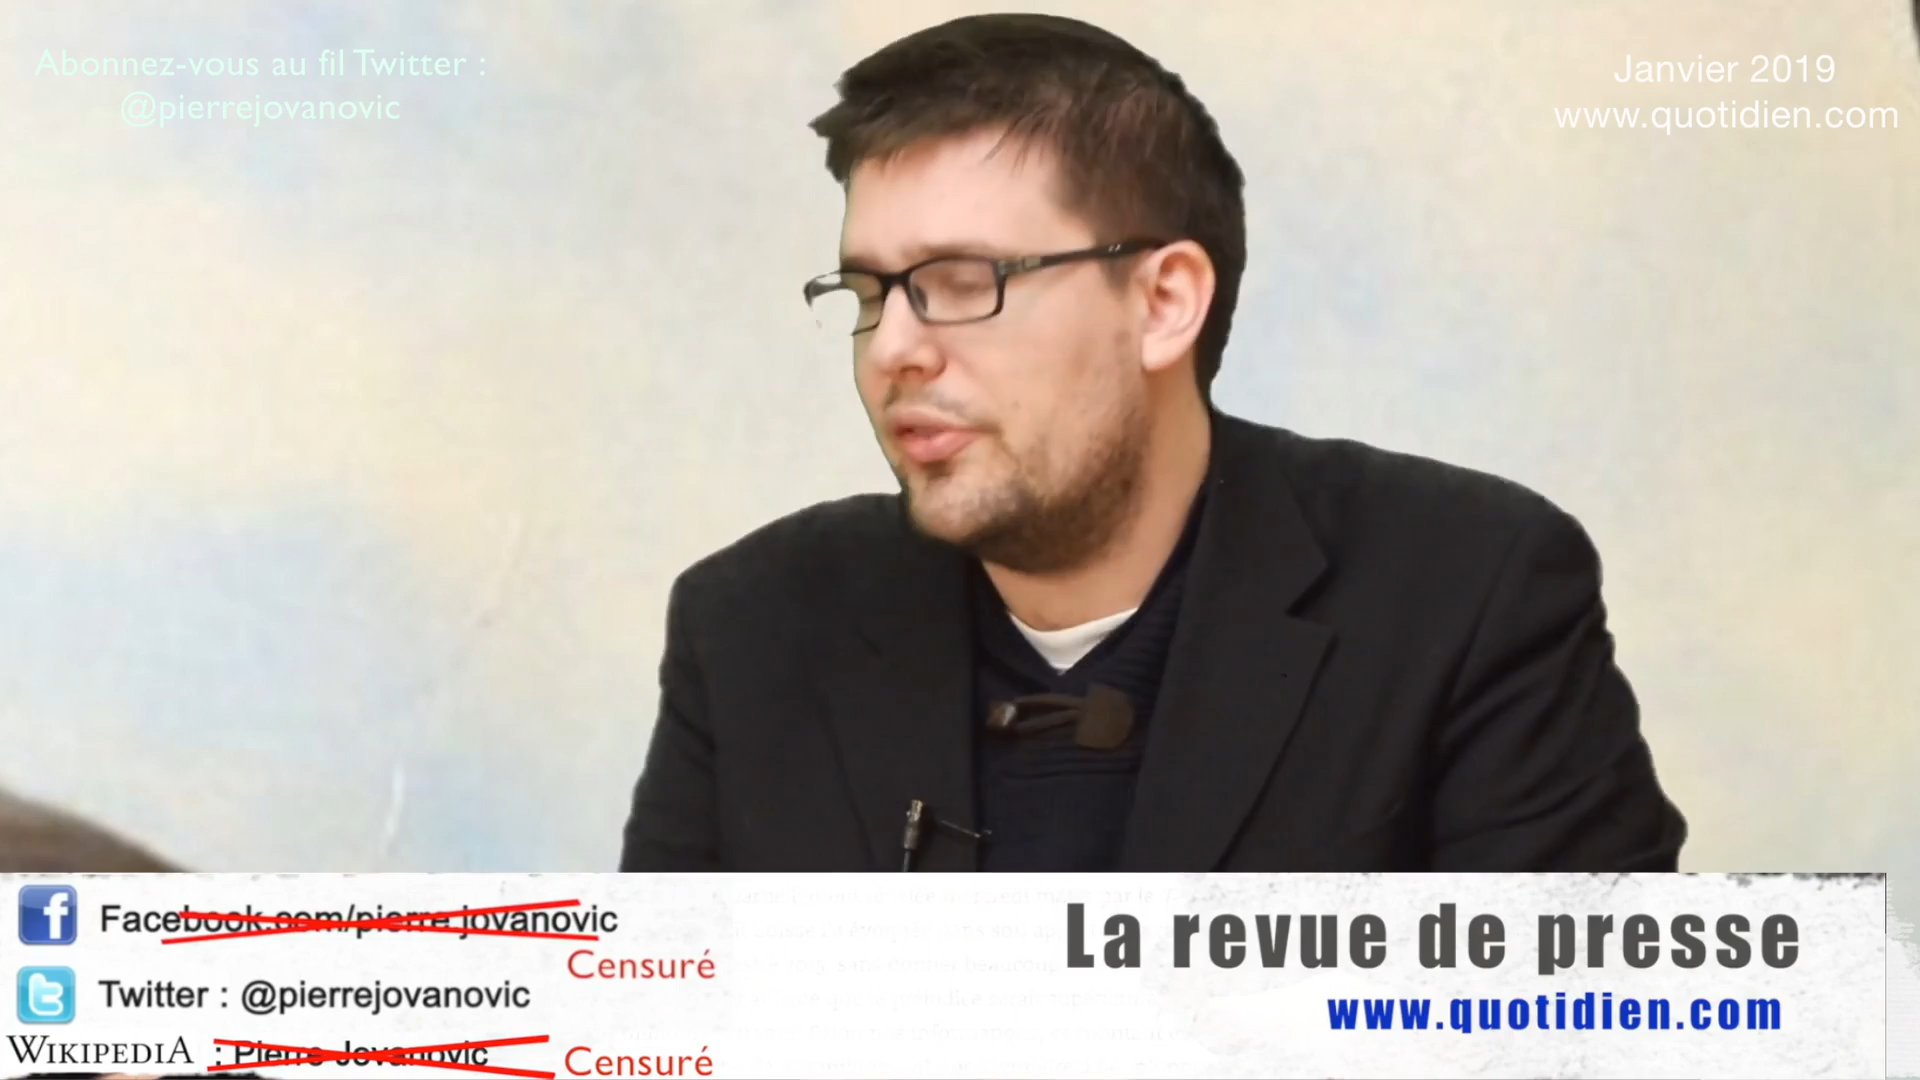 Abonnez-vous au fil Twitter :
@pierrejovanovic
Janvier 2019
www.quotidien.com
Facebook.com/pierre.jovanovic
Censuré
Twitter : @pierrejovanovic
WIKIPEDIA : Pierre Jovanovic
Censuré
La revue de presse
www.quotidien.com